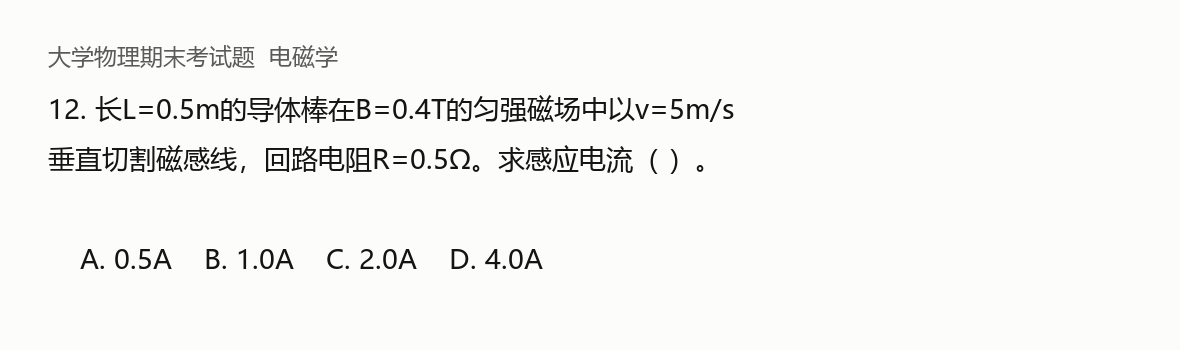 大学物理期末考试题 电磁学
12. 长L=0.5m的导体棒在B=0.4T的匀强磁场中以v=5m/s
垂直切割磁感线，回路电阻R=0.5Ω。求感应电流（ ）。
A. 0.5A B. 1.0A C. 2.0A D. 4.0A